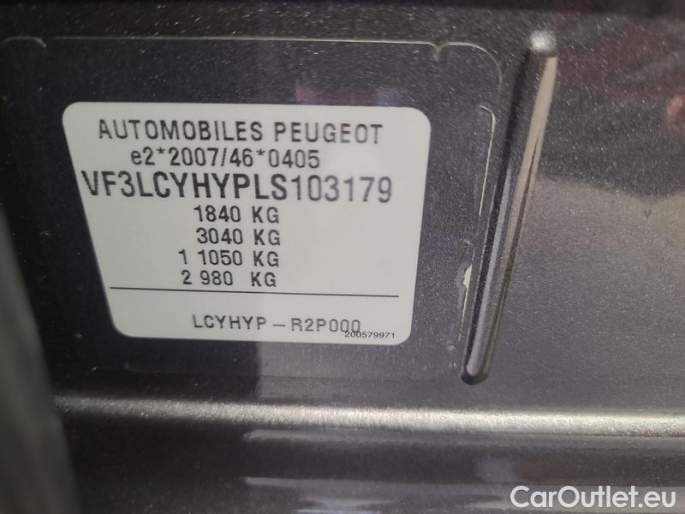 AUTOMOBILES PEUGEOT
e2*2007/46*0405
VF3LCYHYPLS103179
1840 KG
3040 KG
1 1050 KG
2 980 KG
LCYHYP-R2P000
200579971
CarOutlet.eu